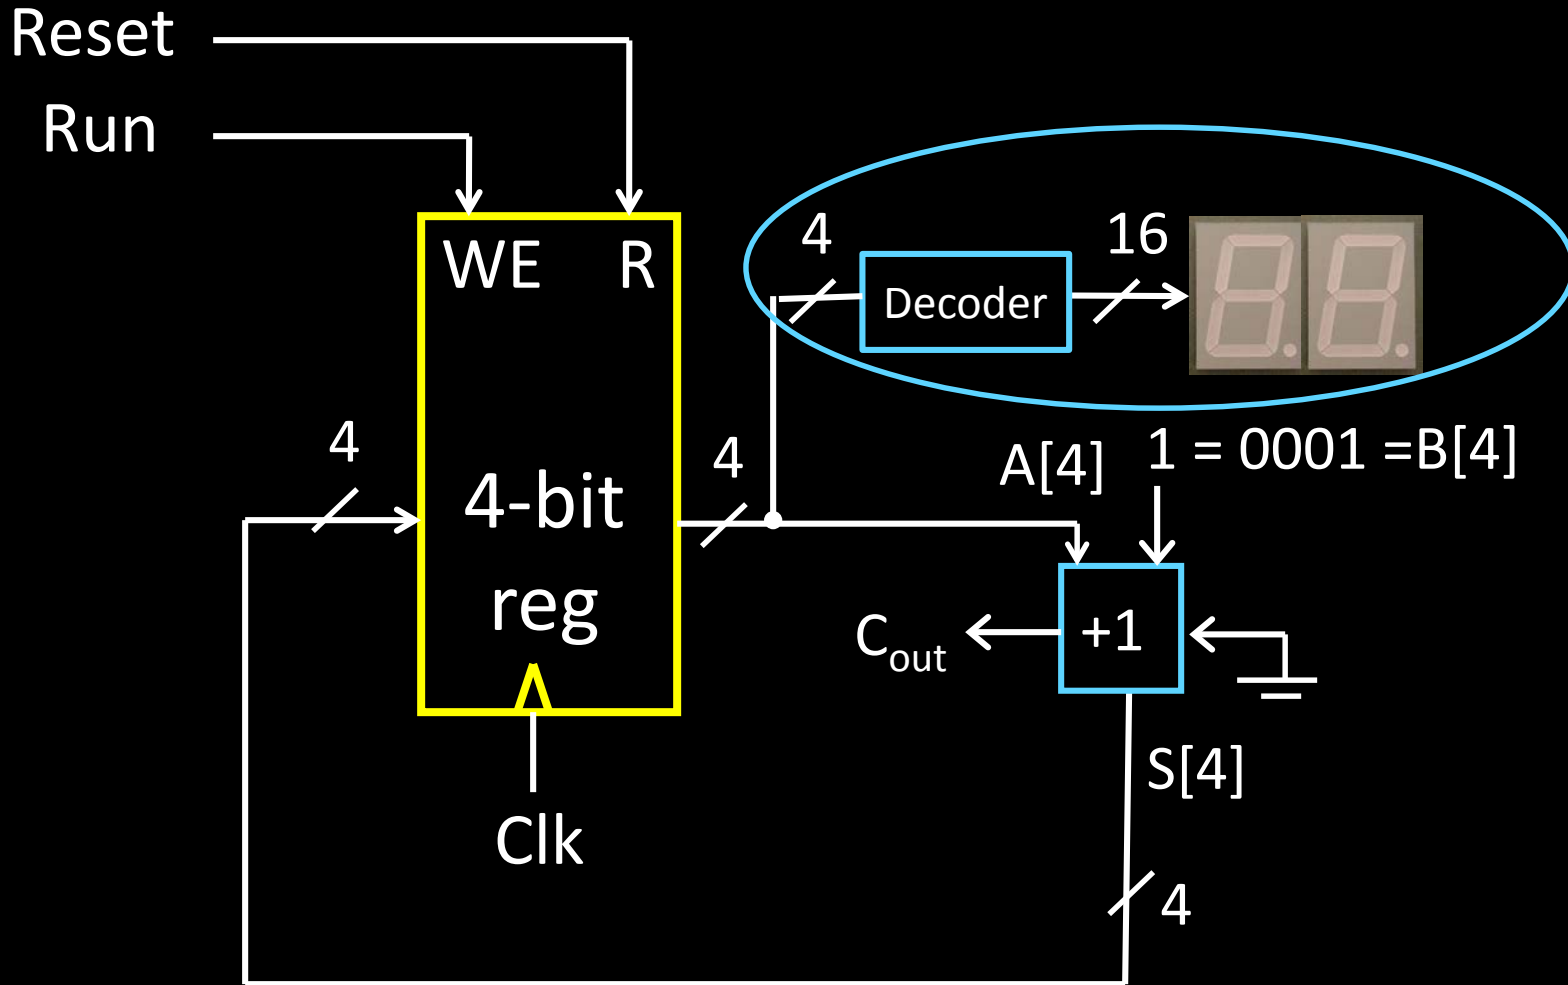 Reset
Run
WE R
4 16
Decoder
4
4-bit
reg
4
A[4] 1 = 0001 =B[4]
+1
Cout
Clk
S[4]
4